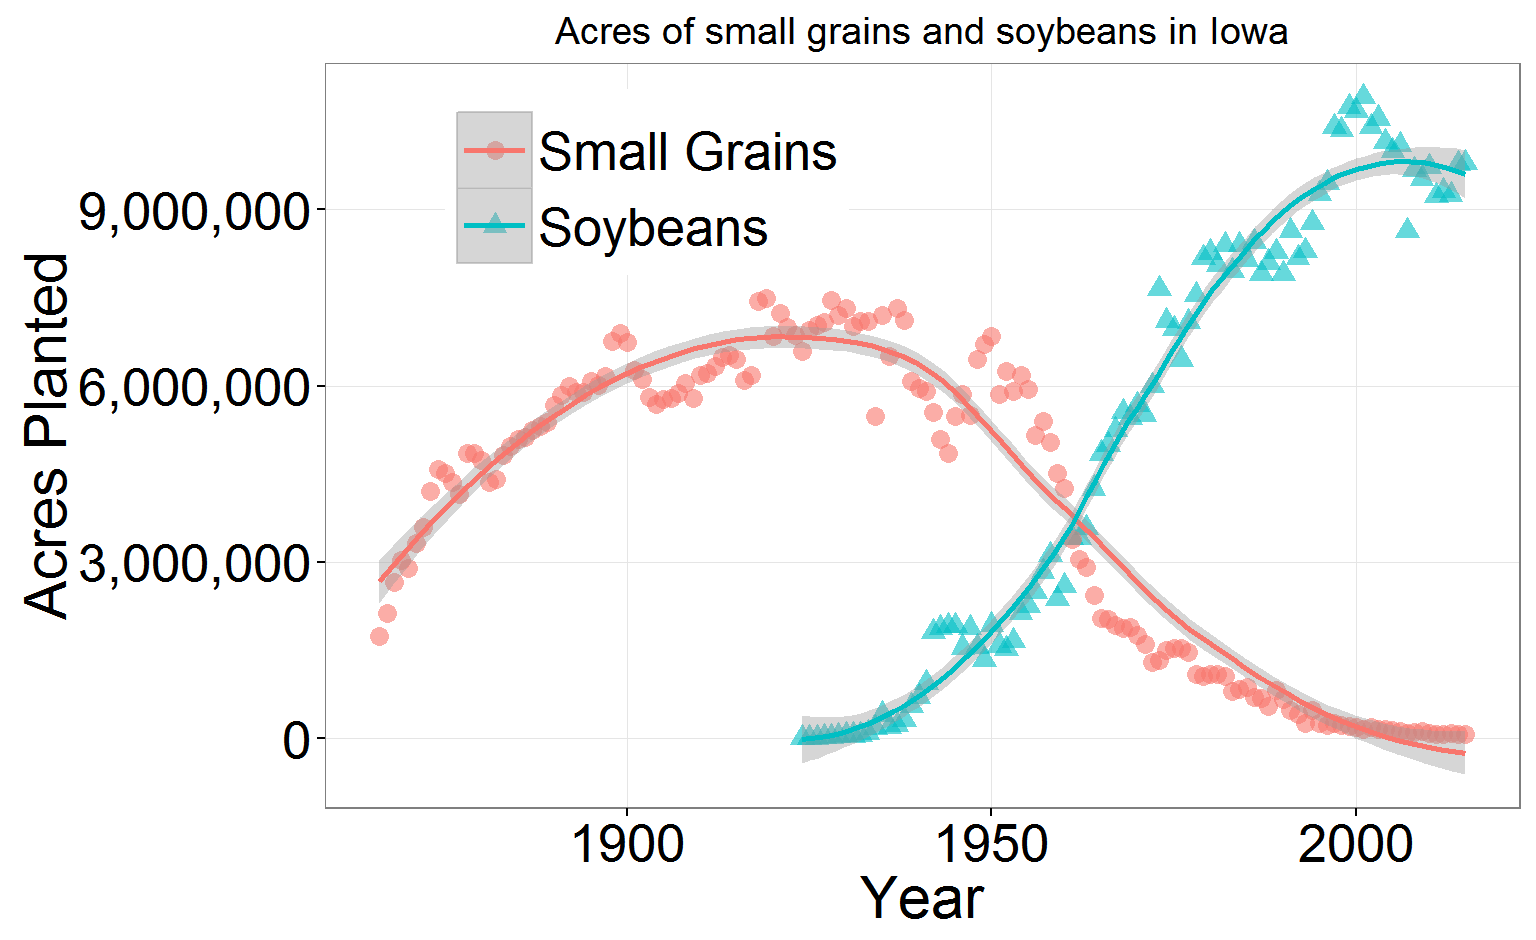 Acres of small grains and soybeans in Iowa
Small Grains
Soybeans
Acres Planted
9,000,000
6,000,000
3,000,000
0
1900
1950
2000
Year